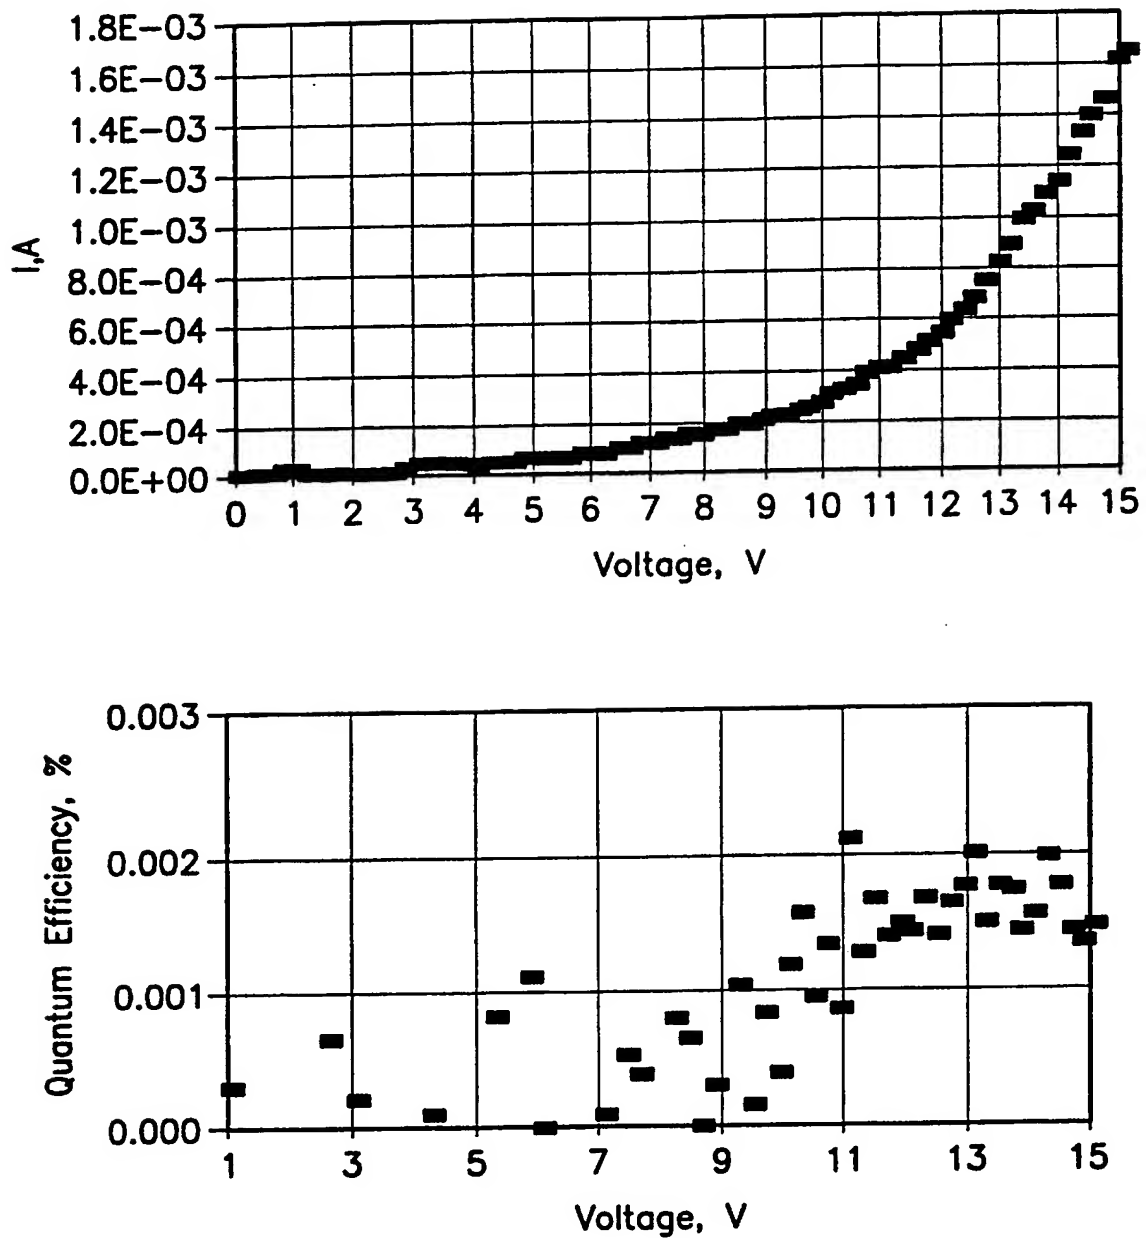 1.8E−03
1.6E−03
1.4E−03
1.2E−03
1.0E−03
8.0E−04
6.0E−04
4.0E−04
2.0E−04
0.0E+00
I,A
0 1 2 3 4 5 6 7 8 9 10 11 12 13 14 15
Voltage, V
0.003
0.002
0.001
0.000
Quantum Efficiency, %
1 3 5 7 9 11 13 15
Voltage, V